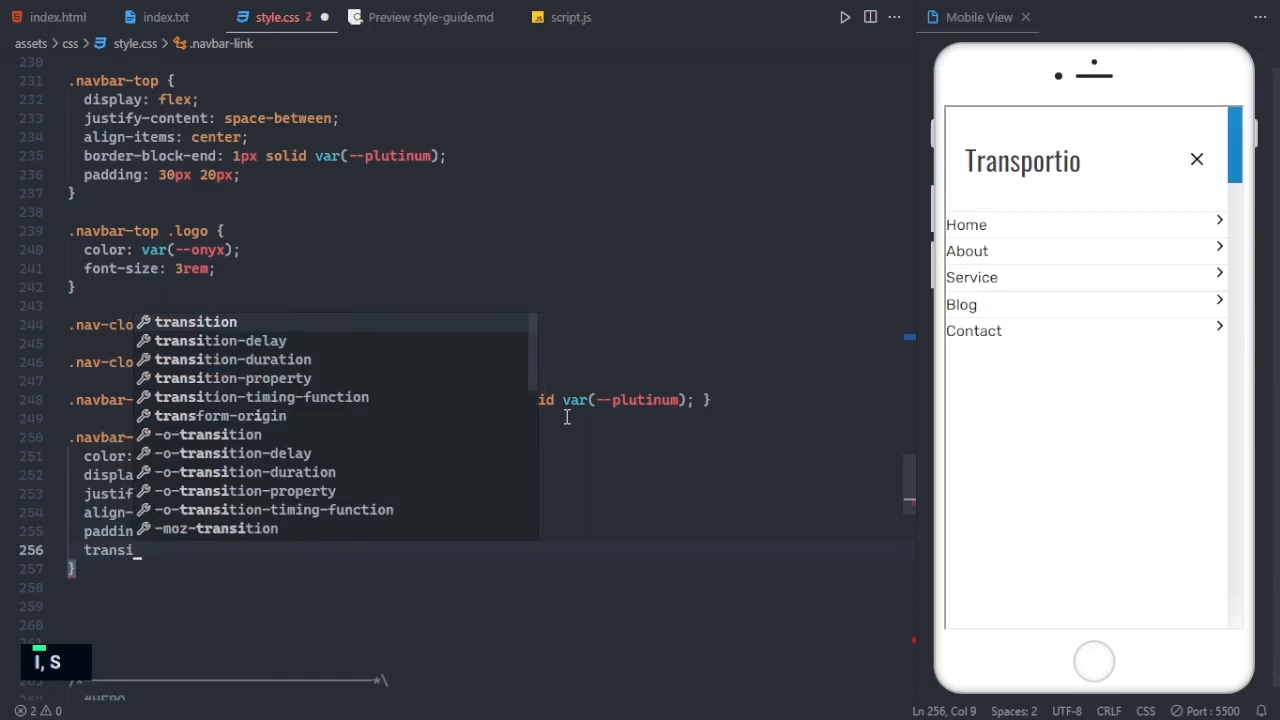 index.html
index.txt
style.css 2
Preview style-guide.md
script.js
Mobile View
assets > css > style.css > .navbar-link
230
231 .navbar-top {
232 display: flex;
233 justify-content: space-between;
234 align-items: center;
235 border-block-end: 1px solid var(--plutinum);
236 padding: 30px 20px;
237 }
238
239 .navbar-top .logo {
240 color: var(--onyx);
241 font-size: 3rem;
242 }
243
244 .nav-clo
245
246 .nav-clo
247
248 .navbar- id var(--plutinum); }
249
250 .navbar-
251 color:
252 displa
253 justif
254 align-
255 paddin
256 transi
257 }
258
259
260
transition
transition-delay
transition-duration
transition-property
transition-timing-function
transform-origin
-o-transition
-o-transition-delay
-o-transition-duration
-o-transition-property
-o-transition-timing-function
-moz-transition
I, S
#HERO
Transportio
Home
About
Service
Blog
Contact
2 0
Ln 256, Col 9
Spaces: 2
UTF-8
CRLF
CSS
Port : 5500